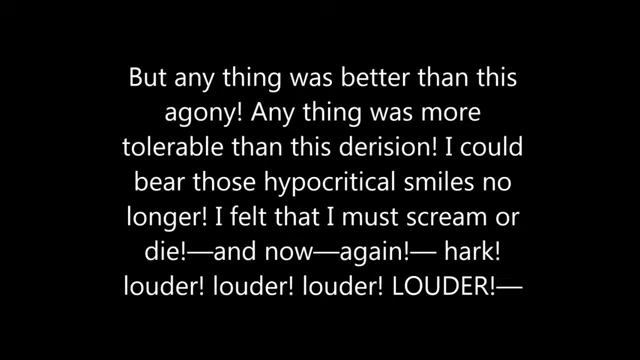 But any thing was better than this
agony! Any thing was more
tolerable than this derision! I could
bear those hypocritical smiles no
longer! I felt that I must scream or
die!—and now—again!— hark!
louder! louder! louder! LOUDER!—